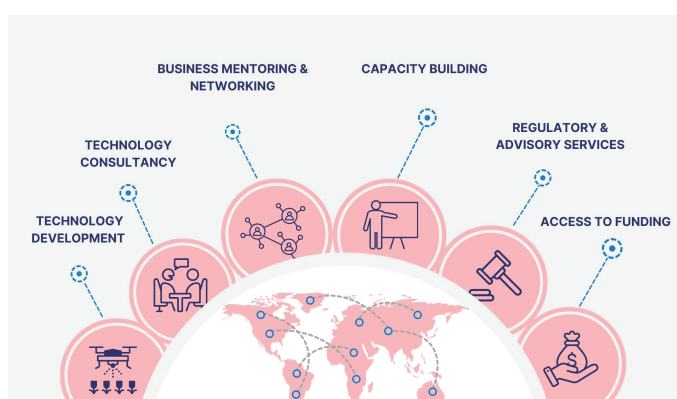 BUSINESS MENTORING &
NETWORKING
CAPACITY BUILDING
TECHNOLOGY
CONSULTANCY
REGULATORY &
ADVISORY SERVICES
TECHNOLOGY
DEVELOPMENT
ACCESS TO FUNDING
$